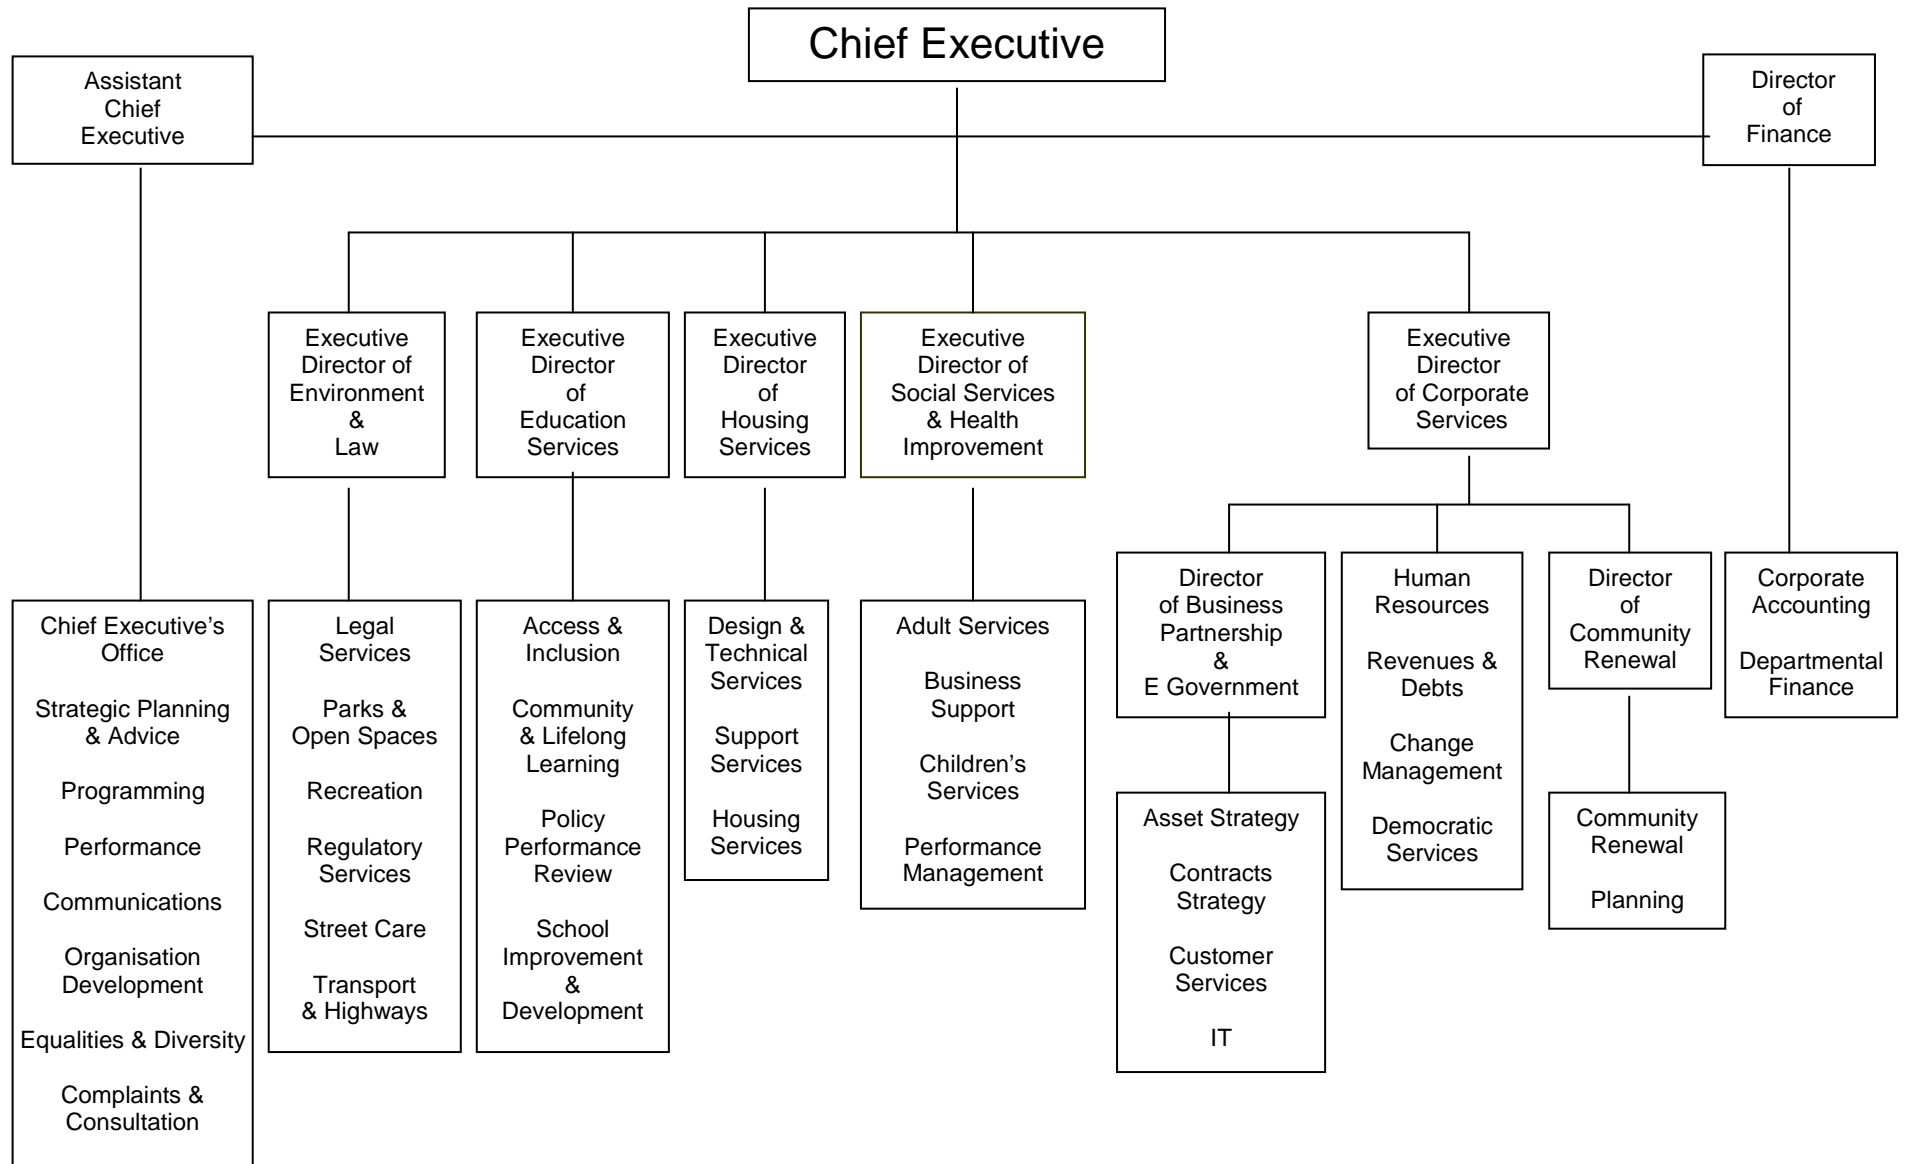 Chief Executive
Assistant
Chief
Executive
Director
of
Finance
Executive
Director of
Environment
&
Law
Executive
Director
of
Education
Services
Executive
Director
of
Housing
Services
Executive
Director of
Social Services
& Health
Improvement
Executive
Director
of Corporate
Services
Chief Executive’s
Office
Strategic Planning
& Advice
Programming
Performance
Communications
Organisation
Development
Equalities & Diversity
Complaints &
Consultation
Legal
Services
Parks &
Open Spaces
Recreation
Regulatory
Services
Street Care
Transport
& Highways
Access &
Inclusion
Community
& Lifelong
Learning
Policy
Performance
Review
School
Improvement
&
Development
Design &
Technical
Services
Support
Services
Housing
Services
Adult Services
Business
Support
Children’s
Services
Performance
Management
Director
of Business
Partnership
&
E Government
Asset Strategy
Contracts
Strategy
Customer
Services
IT
Human
Resources
Revenues &
Debts
Change
Management
Democratic
Services
Director
of
Community
Renewal
Community
Renewal
Planning
Corporate
Accounting
Departmental
Finance